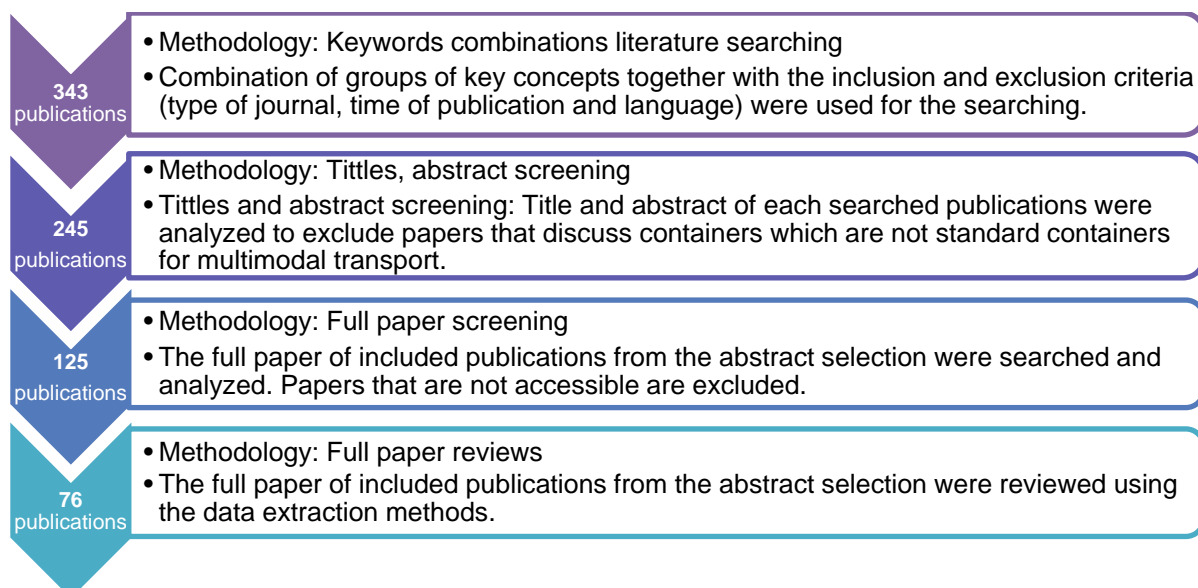 343
publications
• Methodology: Keywords combinations literature searching
• Combination of groups of key concepts together with the inclusion and exclusion criteria
(type of journal, time of publication and language) were used for the searching.
245
publications
• Methodology: Tittles, abstract screening
• Tittles and abstract screening: Title and abstract of each searched publications were
analyzed to exclude papers that discuss containers which are not standard containers
for multimodal transport.
125
publications
• Methodology: Full paper screening
• The full paper of included publications from the abstract selection were searched and
analyzed. Papers that are not accessible are excluded.
76
publications
• Methodology: Full paper reviews
• The full paper of included publications from the abstract selection were reviewed using
the data extraction methods.